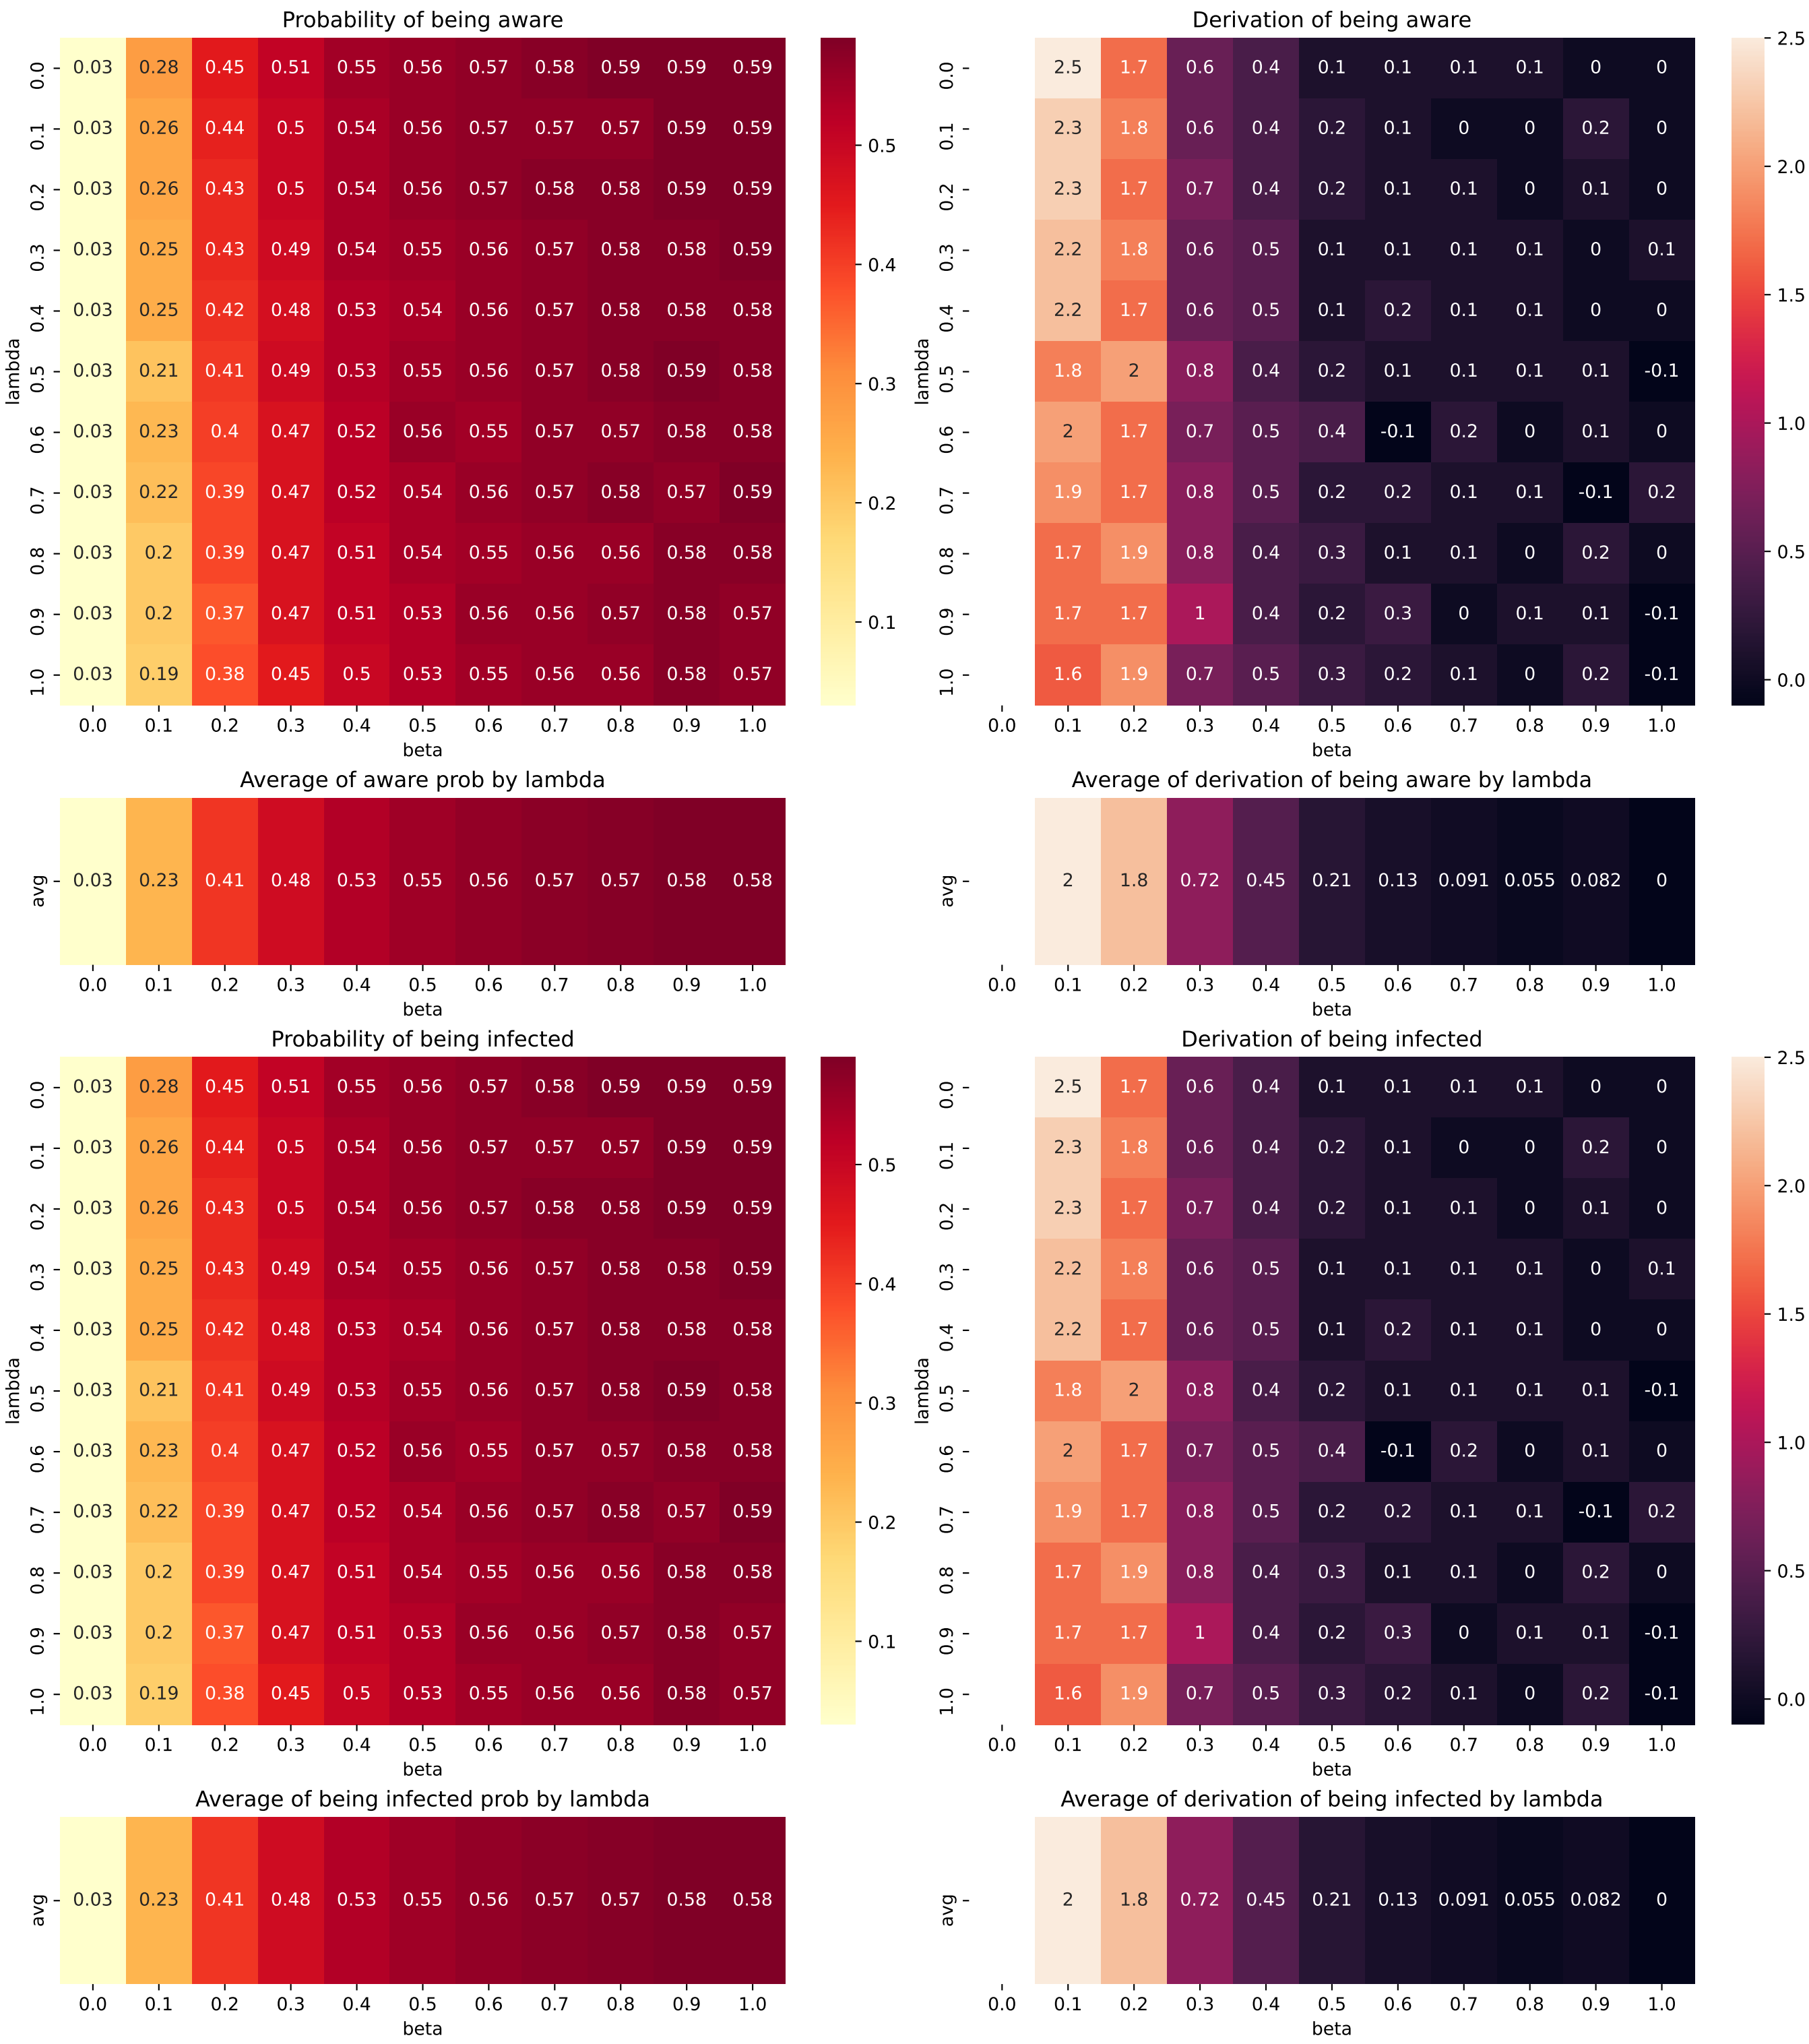 Probability of being aware
0.0 0.03 0.28 0.45 0.51 0.55 0.56 0.57 0.58 0.59 0.59 0.59
0.1 0.03 0.26 0.44 0.5 0.54 0.56 0.57 0.57 0.57 0.59 0.59
0.2 0.03 0.26 0.43 0.5 0.54 0.56 0.57 0.58 0.58 0.59 0.59
0.3 0.03 0.25 0.43 0.49 0.54 0.55 0.56 0.57 0.58 0.58 0.59
0.4 0.03 0.25 0.42 0.48 0.53 0.54 0.56 0.57 0.58 0.58 0.58
0.5 0.03 0.21 0.41 0.49 0.53 0.55 0.56 0.57 0.58 0.59 0.58
0.6 0.03 0.23 0.4 0.47 0.52 0.56 0.55 0.57 0.57 0.58 0.58
0.7 0.03 0.22 0.39 0.47 0.52 0.54 0.56 0.57 0.58 0.57 0.59
0.8 0.03 0.2 0.39 0.47 0.51 0.54 0.55 0.56 0.56 0.58 0.58
0.9 0.03 0.2 0.37 0.47 0.51 0.53 0.56 0.56 0.57 0.58 0.57
1.0 0.03 0.19 0.38 0.45 0.5 0.53 0.55 0.56 0.56 0.58 0.57
lambda
0.0 0.1 0.2 0.3 0.4 0.5 0.6 0.7 0.8 0.9 1.0
beta
0.5
0.4
0.3
0.2
0.1
Derivation of being aware
0.0 2.5 1.7 0.6 0.4 0.1 0.1 0.1 0.1 0 0
0.1 2.3 1.8 0.6 0.4 0.2 0.1 0 0 0.2 0
0.2 2.3 1.7 0.7 0.4 0.2 0.1 0.1 0 0.1 0
0.3 2.2 1.8 0.6 0.5 0.1 0.1 0.1 0.1 0 0.1
0.4 2.2 1.7 0.6 0.5 0.1 0.2 0.1 0.1 0 0
0.5 1.8 2 0.8 0.4 0.2 0.1 0.1 0.1 0.1 -0.1
0.6 2 1.7 0.7 0.5 0.4 -0.1 0.2 0 0.1 0
0.7 1.9 1.7 0.8 0.5 0.2 0.2 0.1 0.1 -0.1 0.2
0.8 1.7 1.9 0.8 0.4 0.3 0.1 0.1 0 0.2 0
0.9 1.7 1.7 1 0.4 0.2 0.3 0 0.1 0.1 -0.1
1.0 1.6 1.9 0.7 0.5 0.3 0.2 0.1 0 0.2 -0.1
lambda
0.0 0.1 0.2 0.3 0.4 0.5 0.6 0.7 0.8 0.9 1.0
beta
2.5
2.0
1.5
1.0
0.5
0.0
Average of aware prob by lambda
avg 0.03 0.23 0.41 0.48 0.53 0.55 0.56 0.57 0.57 0.58 0.58
0.0 0.1 0.2 0.3 0.4 0.5 0.6 0.7 0.8 0.9 1.0
beta
Average of derivation of being aware by lambda
avg 2 1.8 0.72 0.45 0.21 0.13 0.091 0.055 0.082 0
0.0 0.1 0.2 0.3 0.4 0.5 0.6 0.7 0.8 0.9 1.0
beta
Probability of being infected
0.0 0.03 0.28 0.45 0.51 0.55 0.56 0.57 0.58 0.59 0.59 0.59
0.1 0.03 0.26 0.44 0.5 0.54 0.56 0.57 0.57 0.57 0.59 0.59
0.2 0.03 0.26 0.43 0.5 0.54 0.56 0.57 0.58 0.58 0.59 0.59
0.3 0.03 0.25 0.43 0.49 0.54 0.55 0.56 0.57 0.58 0.58 0.59
0.4 0.03 0.25 0.42 0.48 0.53 0.54 0.56 0.57 0.58 0.58 0.58
0.5 0.03 0.21 0.41 0.49 0.53 0.55 0.56 0.57 0.58 0.59 0.58
0.6 0.03 0.23 0.4 0.47 0.52 0.56 0.55 0.57 0.57 0.58 0.58
0.7 0.03 0.22 0.39 0.47 0.52 0.54 0.56 0.57 0.58 0.57 0.59
0.8 0.03 0.2 0.39 0.47 0.51 0.54 0.55 0.56 0.56 0.58 0.58
0.9 0.03 0.2 0.37 0.47 0.51 0.53 0.56 0.56 0.57 0.58 0.57
1.0 0.03 0.19 0.38 0.45 0.5 0.53 0.55 0.56 0.56 0.58 0.57
lambda
0.0 0.1 0.2 0.3 0.4 0.5 0.6 0.7 0.8 0.9 1.0
beta
0.5
0.4
0.3
0.2
0.1
Derivation of being infected
0.0 2.5 1.7 0.6 0.4 0.1 0.1 0.1 0.1 0 0
0.1 2.3 1.8 0.6 0.4 0.2 0.1 0 0 0.2 0
0.2 2.3 1.7 0.7 0.4 0.2 0.1 0.1 0 0.1 0
0.3 2.2 1.8 0.6 0.5 0.1 0.1 0.1 0.1 0 0.1
0.4 2.2 1.7 0.6 0.5 0.1 0.2 0.1 0.1 0 0
0.5 1.8 2 0.8 0.4 0.2 0.1 0.1 0.1 0.1 -0.1
0.6 2 1.7 0.7 0.5 0.4 -0.1 0.2 0 0.1 0
0.7 1.9 1.7 0.8 0.5 0.2 0.2 0.1 0.1 -0.1 0.2
0.8 1.7 1.9 0.8 0.4 0.3 0.1 0.1 0 0.2 0
0.9 1.7 1.7 1 0.4 0.2 0.3 0 0.1 0.1 -0.1
1.0 1.6 1.9 0.7 0.5 0.3 0.2 0.1 0 0.2 -0.1
lambda
0.0 0.1 0.2 0.3 0.4 0.5 0.6 0.7 0.8 0.9 1.0
beta
2.5
2.0
1.5
1.0
0.5
0.0
Average of being infected prob by lambda
avg 0.03 0.23 0.41 0.48 0.53 0.55 0.56 0.57 0.57 0.58 0.58
0.0 0.1 0.2 0.3 0.4 0.5 0.6 0.7 0.8 0.9 1.0
beta
Average of derivation of being infected by lambda
avg 2 1.8 0.72 0.45 0.21 0.13 0.091 0.055 0.082 0
0.0 0.1 0.2 0.3 0.4 0.5 0.6 0.7 0.8 0.9 1.0
beta